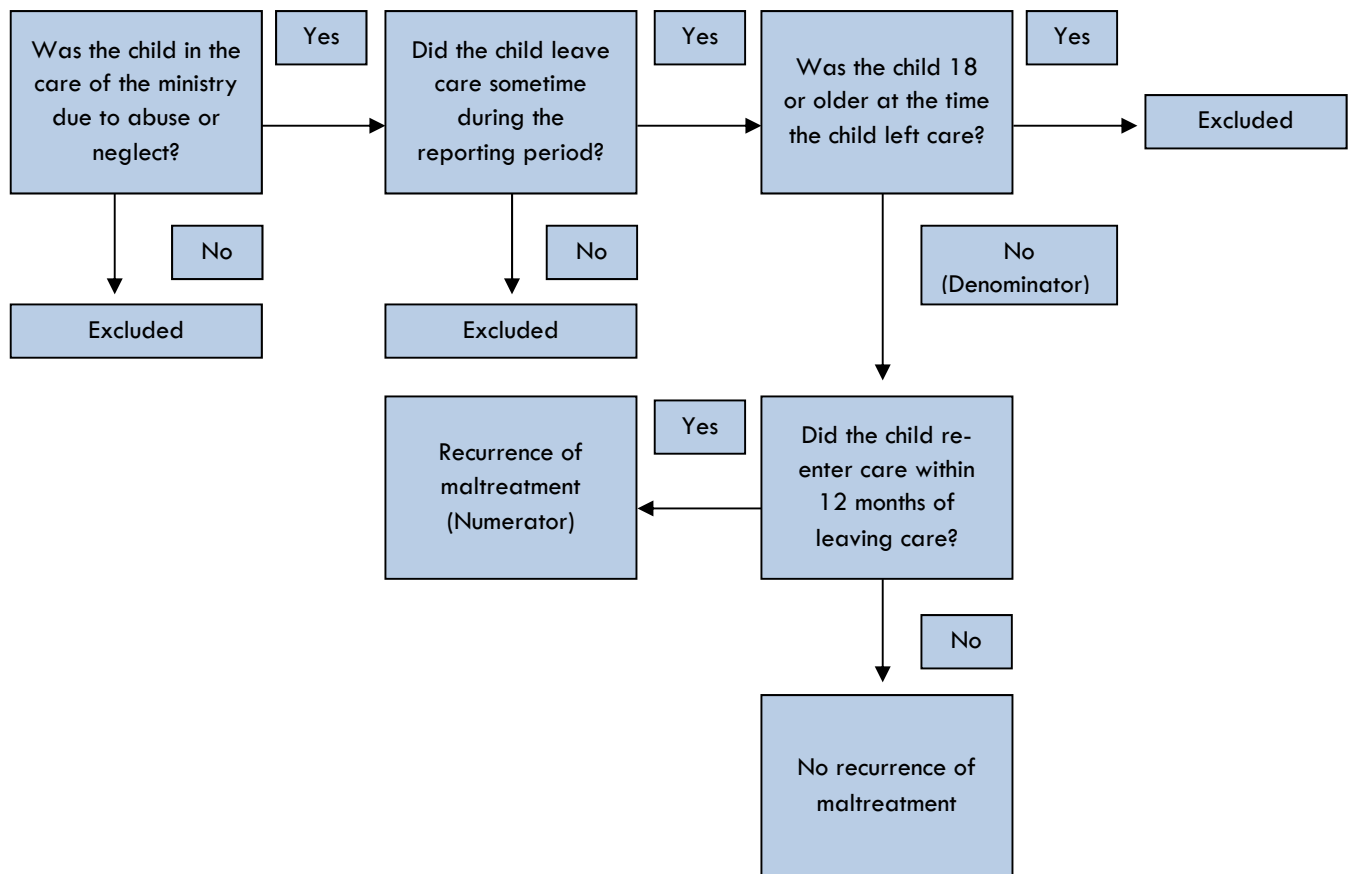 Was the child in the
care of the ministry
due to abuse or
neglect?
Yes
Did the child leave
care sometime
during the
reporting period?
Yes
Was the child 18
or older at the time
the child left care?
Yes
Excluded
No
Excluded
No
Excluded
No
(Denominator)
Recurrence of
maltreatment
(Numerator)
Yes
Did the child re-
enter care within
12 months of
leaving care?
No
No recurrence of
maltreatment